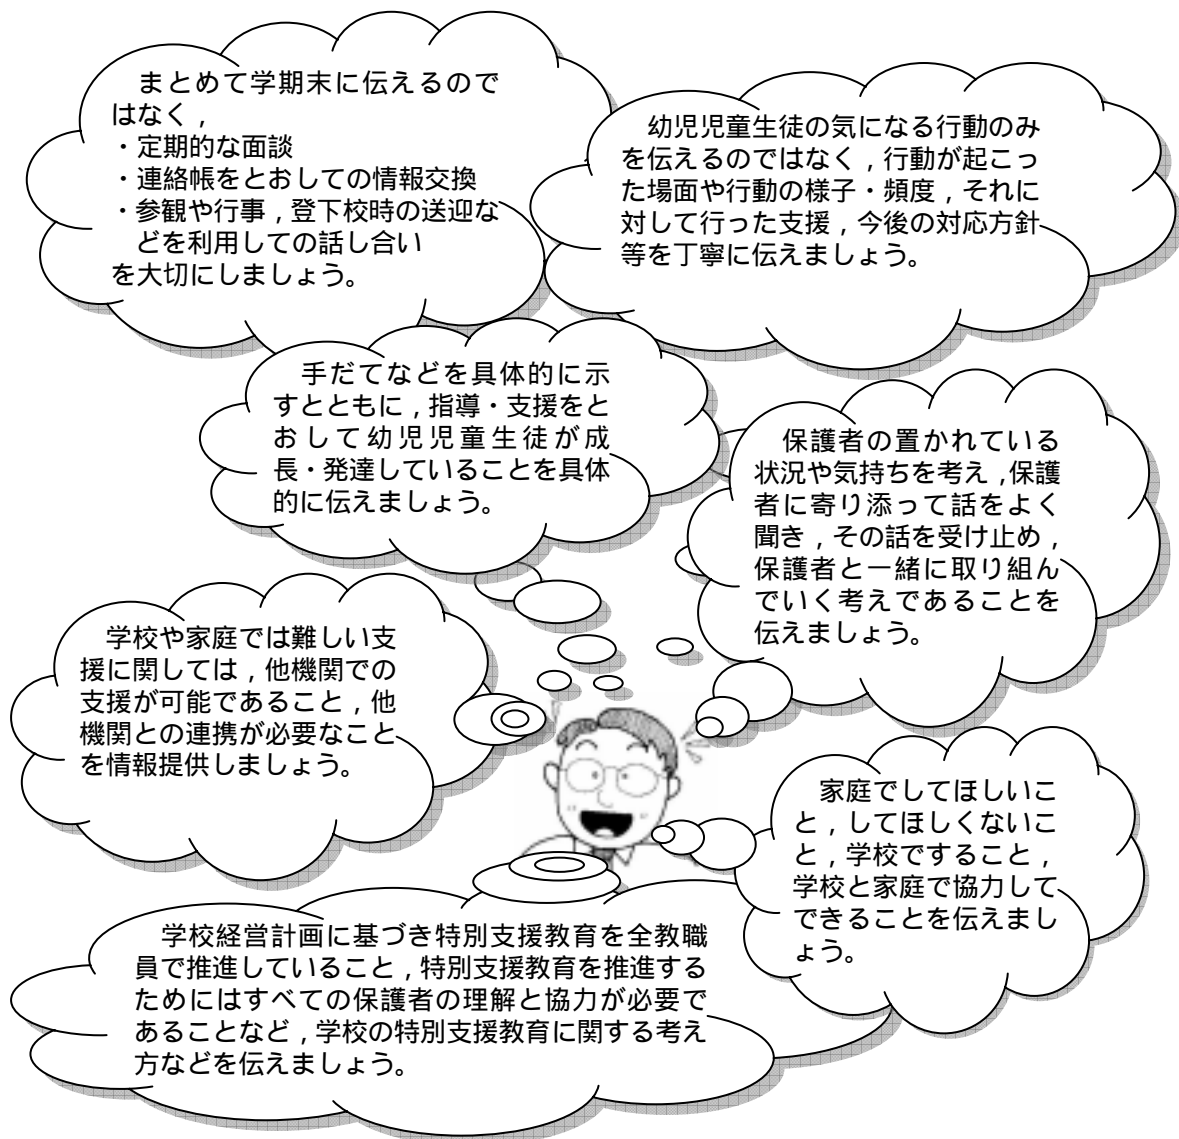 まとめて学期末に伝えるので
はなく，
・定期的な面談
・連絡帳をとおしての情報交換
・参観や行事，登下校時の送迎な
どを利用しての話し合い
を大切にしましょう。
幼児児童生徒の気になる行動のみ
を伝えるのではなく，行動が起こっ
た場面や行動の様子・頻度，それに
対して行った支援，今後の対応方針
等を丁寧に伝えましょう。
手だてなどを具体的に示
すとともに，指導・支援をと
おして幼児児童生徒が成
長・発達していることを具体
的に伝えましょう。
保護者の置かれている
状況や気持ちを考え，保護
者に寄り添って話をよく
聞き，その話を受け止め，
保護者と一緒に取り組ん
でいく考えであることを
伝えましょう。
学校や家庭では難しい支
援に関しては，他機関での
支援が可能であること，他
機関との連携が必要なこと
を情報提供しましょう。
家庭でしてほしいこ
と，してほしくないこ
と，学校ですること，
学校と家庭で協力して
できることを伝えまし
ょう。
学校経営計画に基づき特別支援教育を全教職
員で推進していること，特別支援教育を推進する
ためにはすべての保護者の理解と協力が必要で
あることなど，学校の特別支援教育に関する考え
方などを伝えましょう。